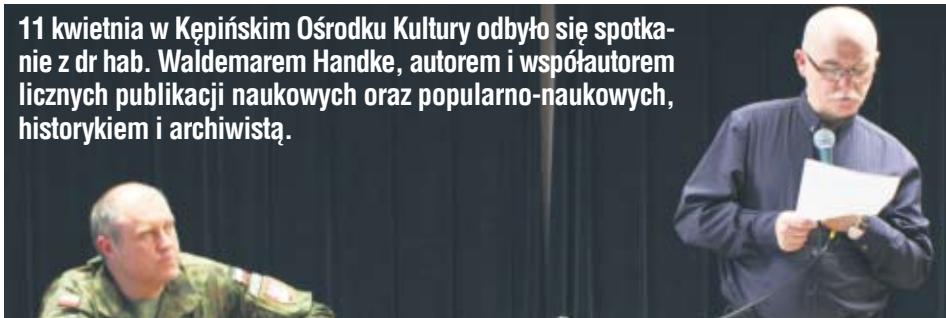 11 kwietnia w Kępińskim Ośrodku Kultury odbyło się spotka-
nie z dr hab. Waldemarem Handke, autorem i współautorem
licznych publikacji naukowych oraz popularno-naukowych,
historykiem i archiwistą.